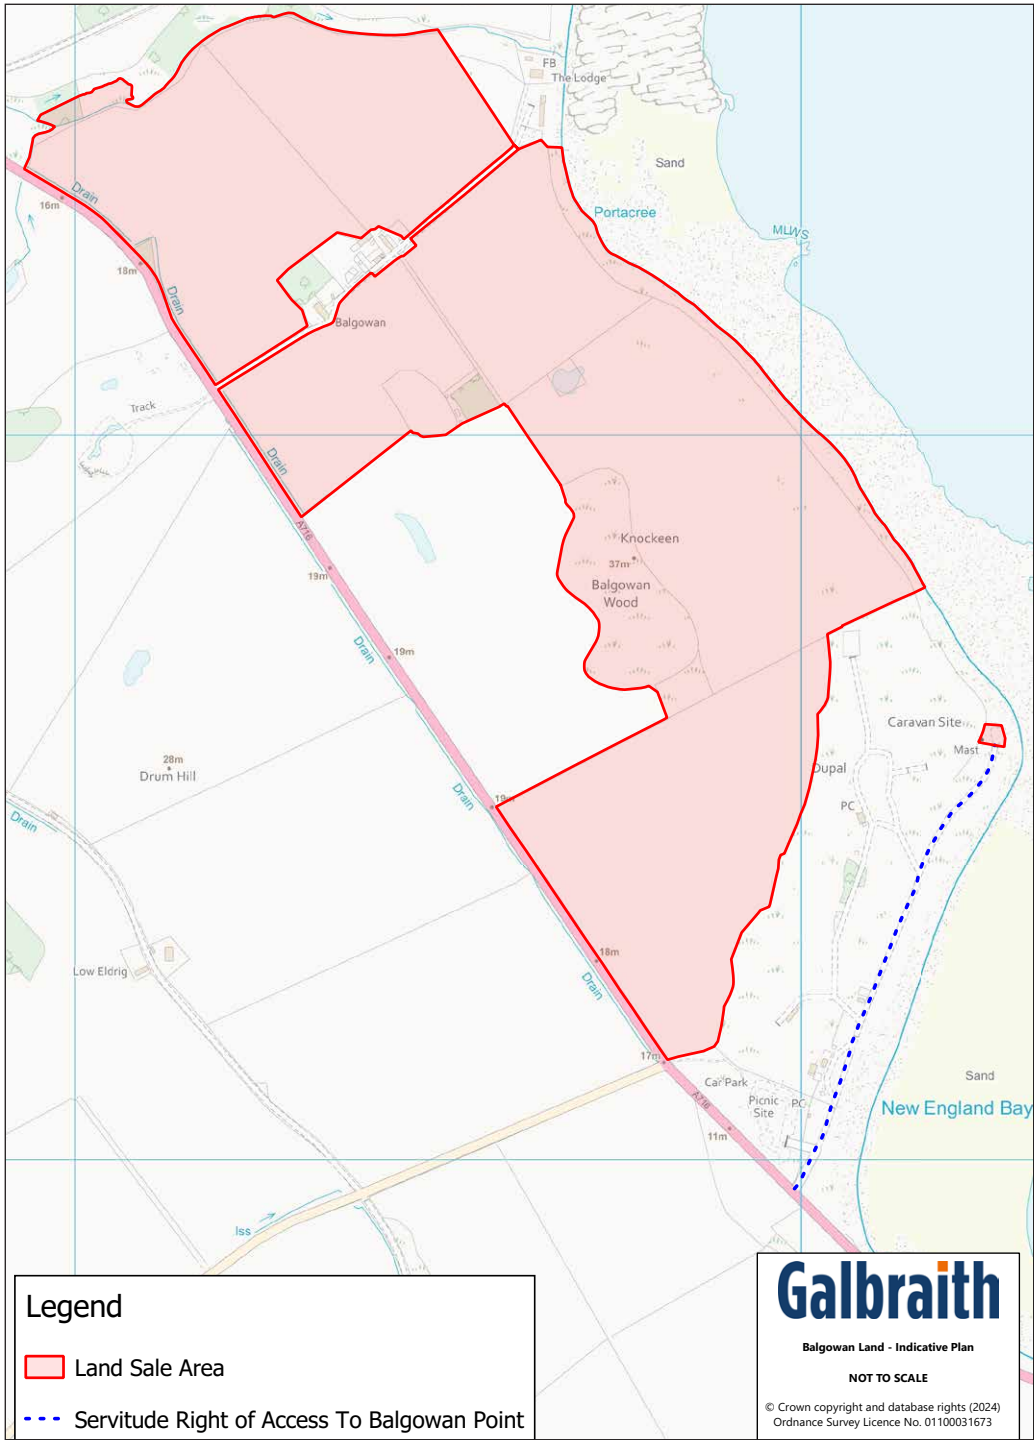 FB
The Lodge
Sand
Portacree
MLWS
Drain
16m
18m
Drain
Balgowan
Track
Drain
A716
19m
Knockeen
37m
Balgowan
Wood
Drain
19m
28m
Drum Hill
Caravan Site
Mast
Dupal
PC
19m
Drain
Drain
Low Eldrig
18m
Drain
17m
Car Park
Picnic
Site
PC
A716
11m
Sand
New England Bay
Iss
Legend
Land Sale Area
Servitude Right of Access To Balgowan Point
Galbraith
Balgowan Land - Indicative Plan
NOT TO SCALE
© Crown copyright and database rights (2024)
Ordnance Survey Licence No. 01100031673